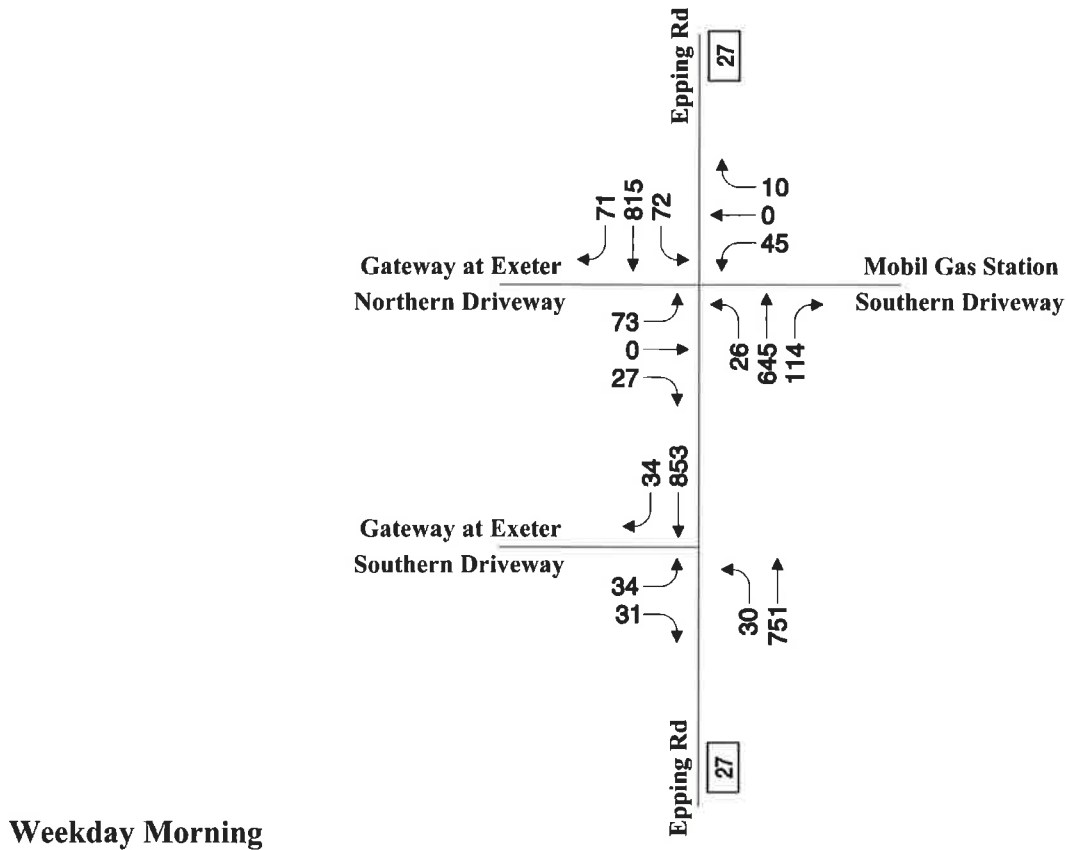 Epping Rd
27
71
815
72
10
0
45
Gateway at Exeter
Northern Driveway
Mobil Gas Station
Southern Driveway
73
0
27
26
645
114
34
853
Gateway at Exeter
Southern Driveway
34
31
30
751
Epping Rd
27
Weekday Morning